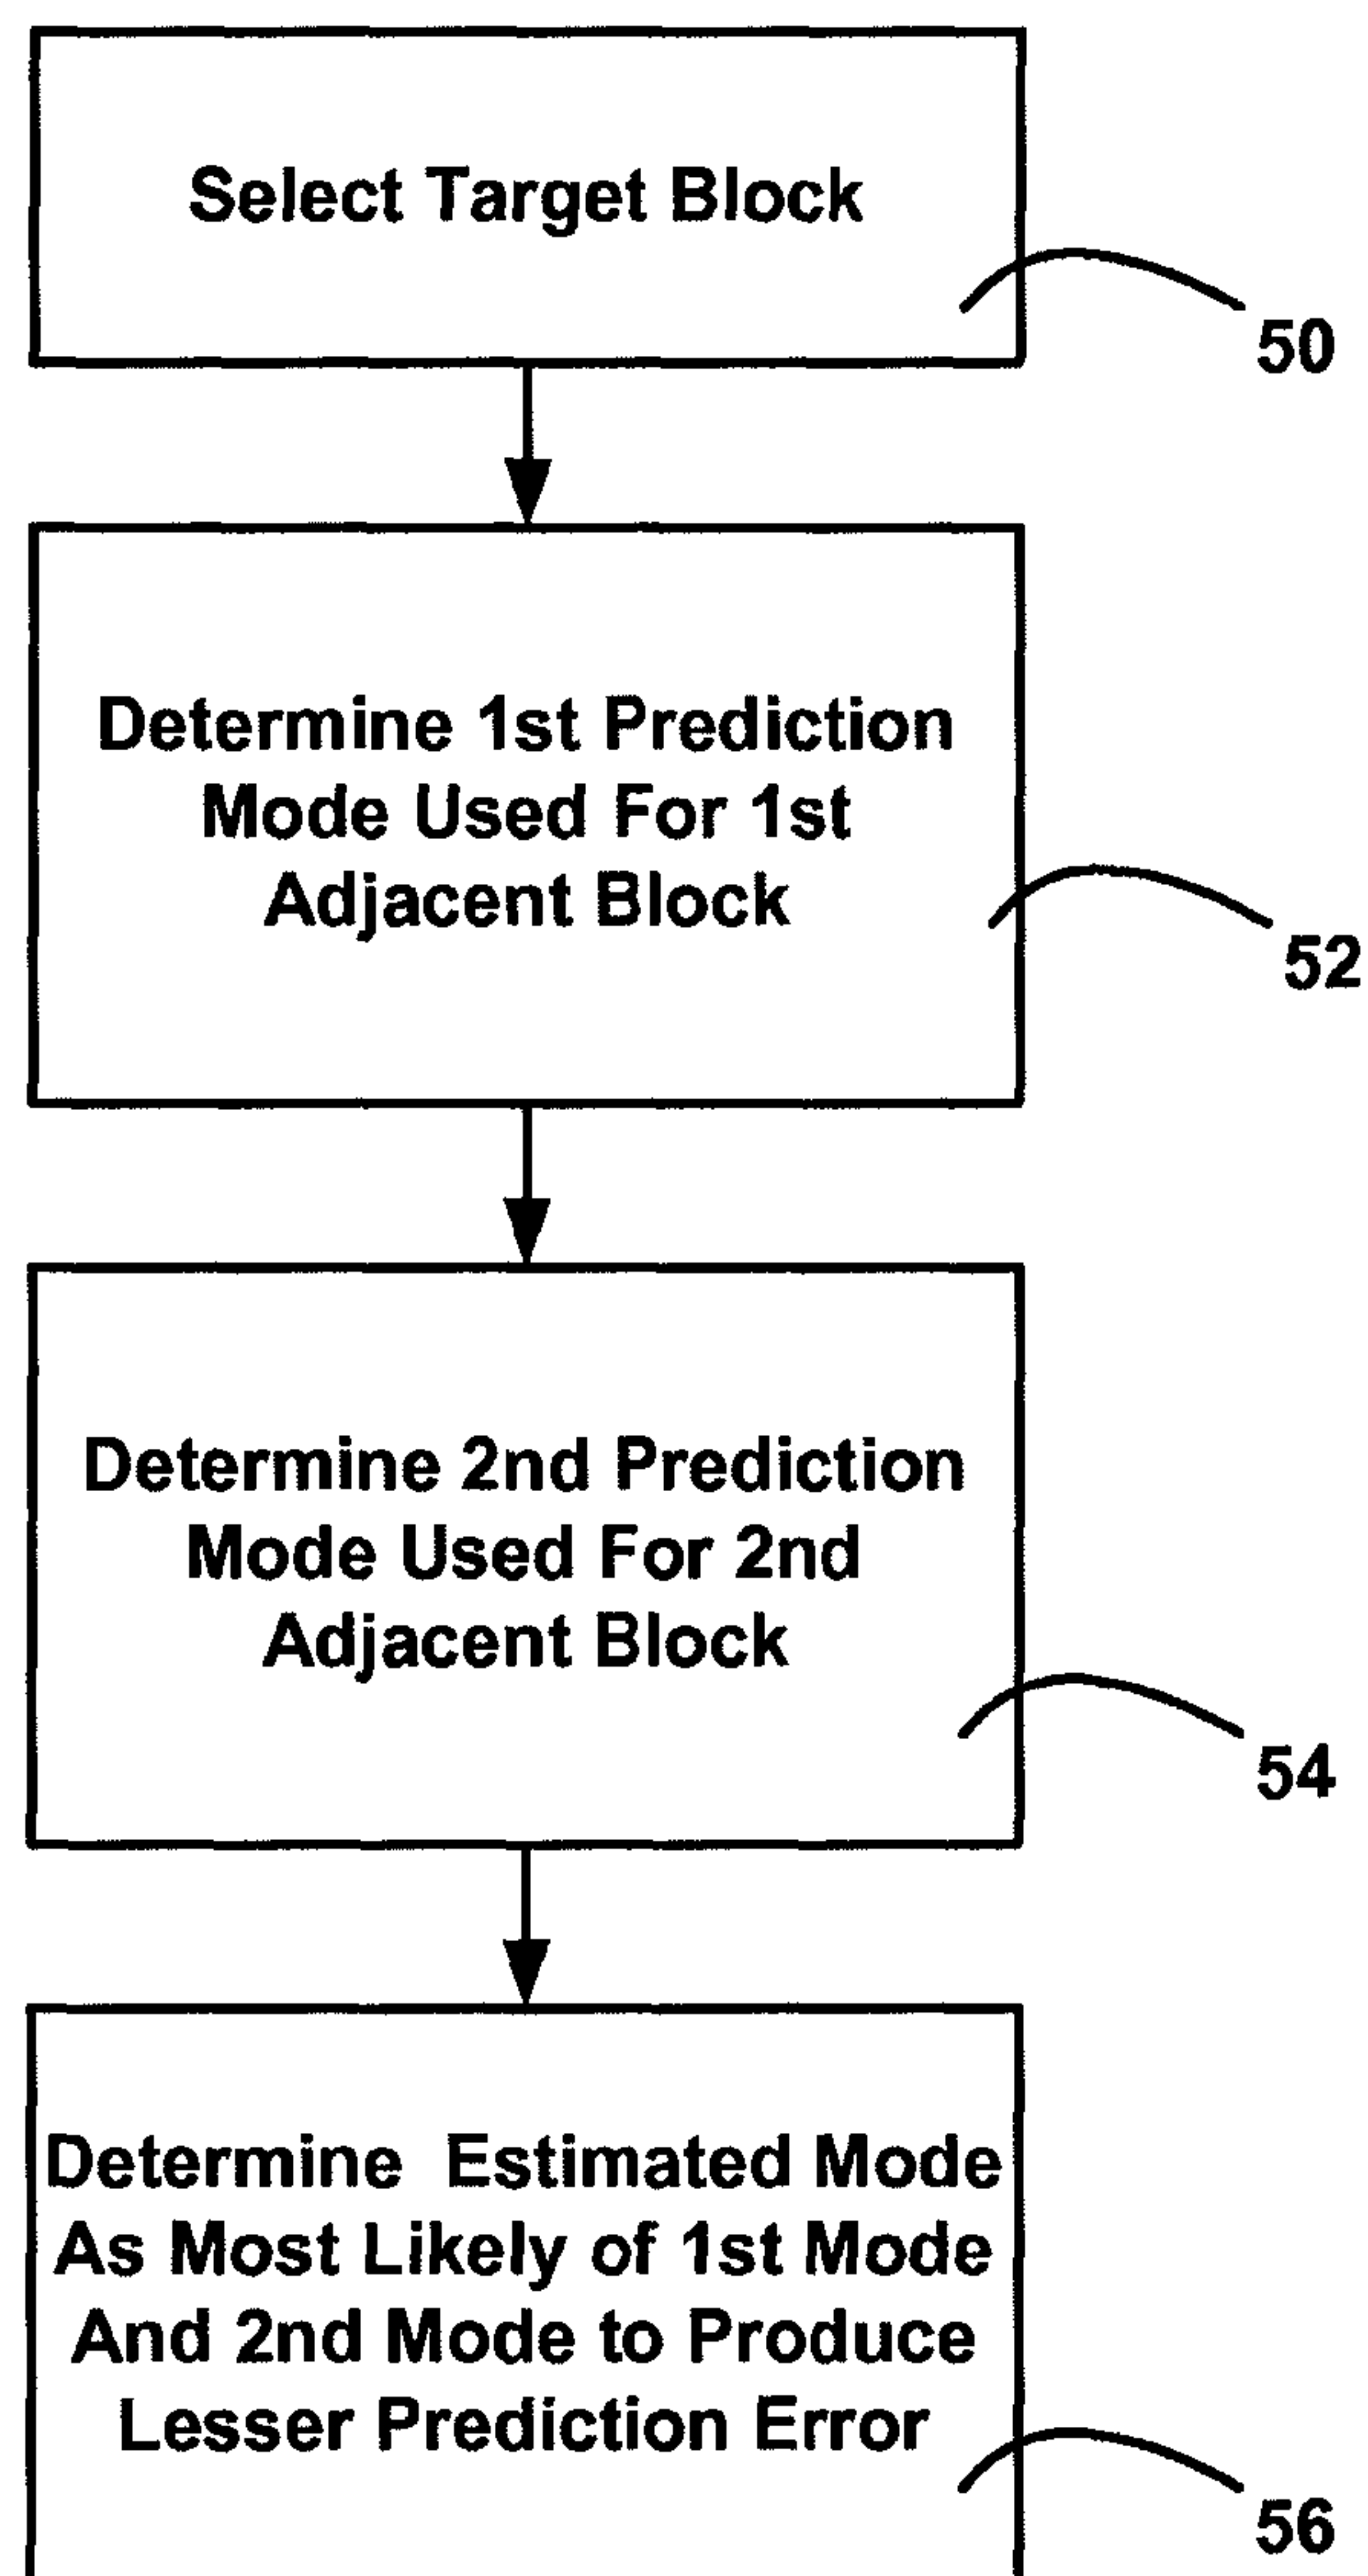 Select Target Block
50
Determine 1st Prediction
Mode Used For 1st
Adjacent Block
52
Determine 2nd Prediction
Mode Used For 2nd
Adjacent Block
54
Determine Estimated Mode
As Most Likely of 1st Mode
And 2nd Mode to Produce
Lesser Prediction Error
56